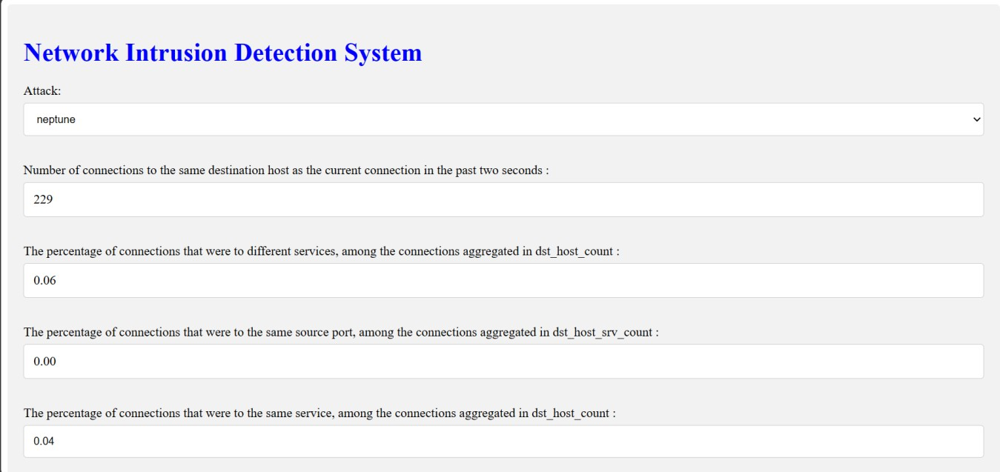 Network Intrusion Detection System
Attack:
neptune
Number of connections to the same destination host as the current connection in the past two seconds :
229
The percentage of connections that were to different services, among the connections aggregated in dst_host_count :
0.06
The percentage of connections that were to the same source port, among the connections aggregated in dst_host_srv_count :
0.00
The percentage of connections that were to the same service, among the connections aggregated in dst_host_count :
0.04